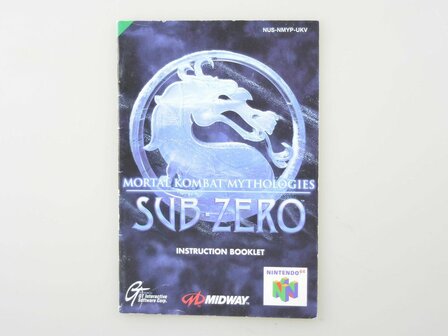 NUS-NMYP-UKV
MORTAL KOMBAT MYTHOLOGIES
SUB-ZERO
INSTRUCTION BOOKLET
GT Interactive
Software Corp.
MIDWAY
NINTENDO 64